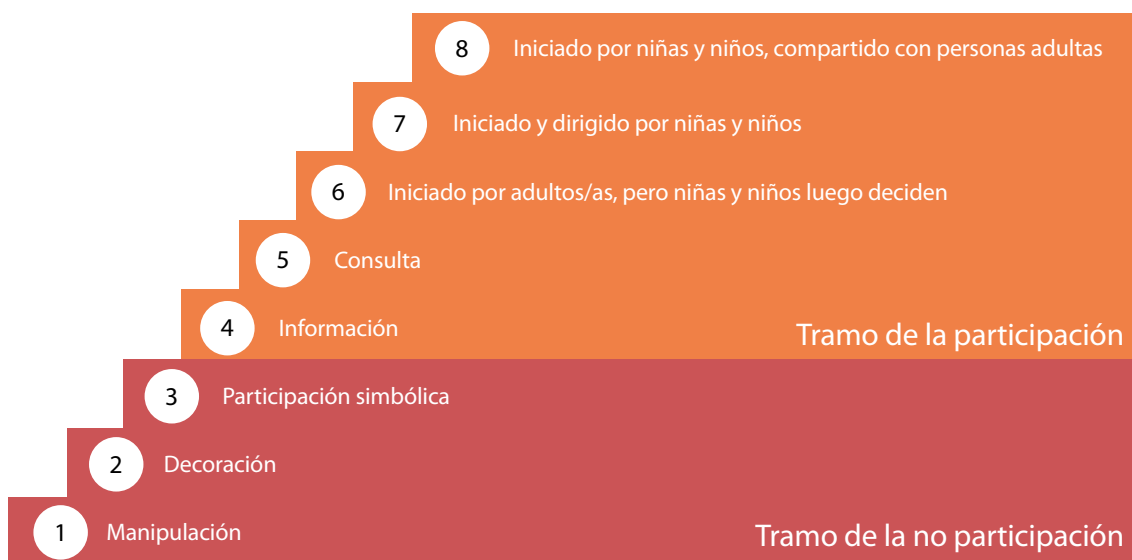 8 Iniciado por niñas y niños, compartido con personas adultas
7 Iniciado y dirigido por niñas y niños
6 Iniciado por adultos/as, pero niñas y niños luego deciden
5 Consulta
4 Información
Tramo de la participación
3 Participación simbólica
2 Decoración
1 Manipulación
Tramo de la no participación